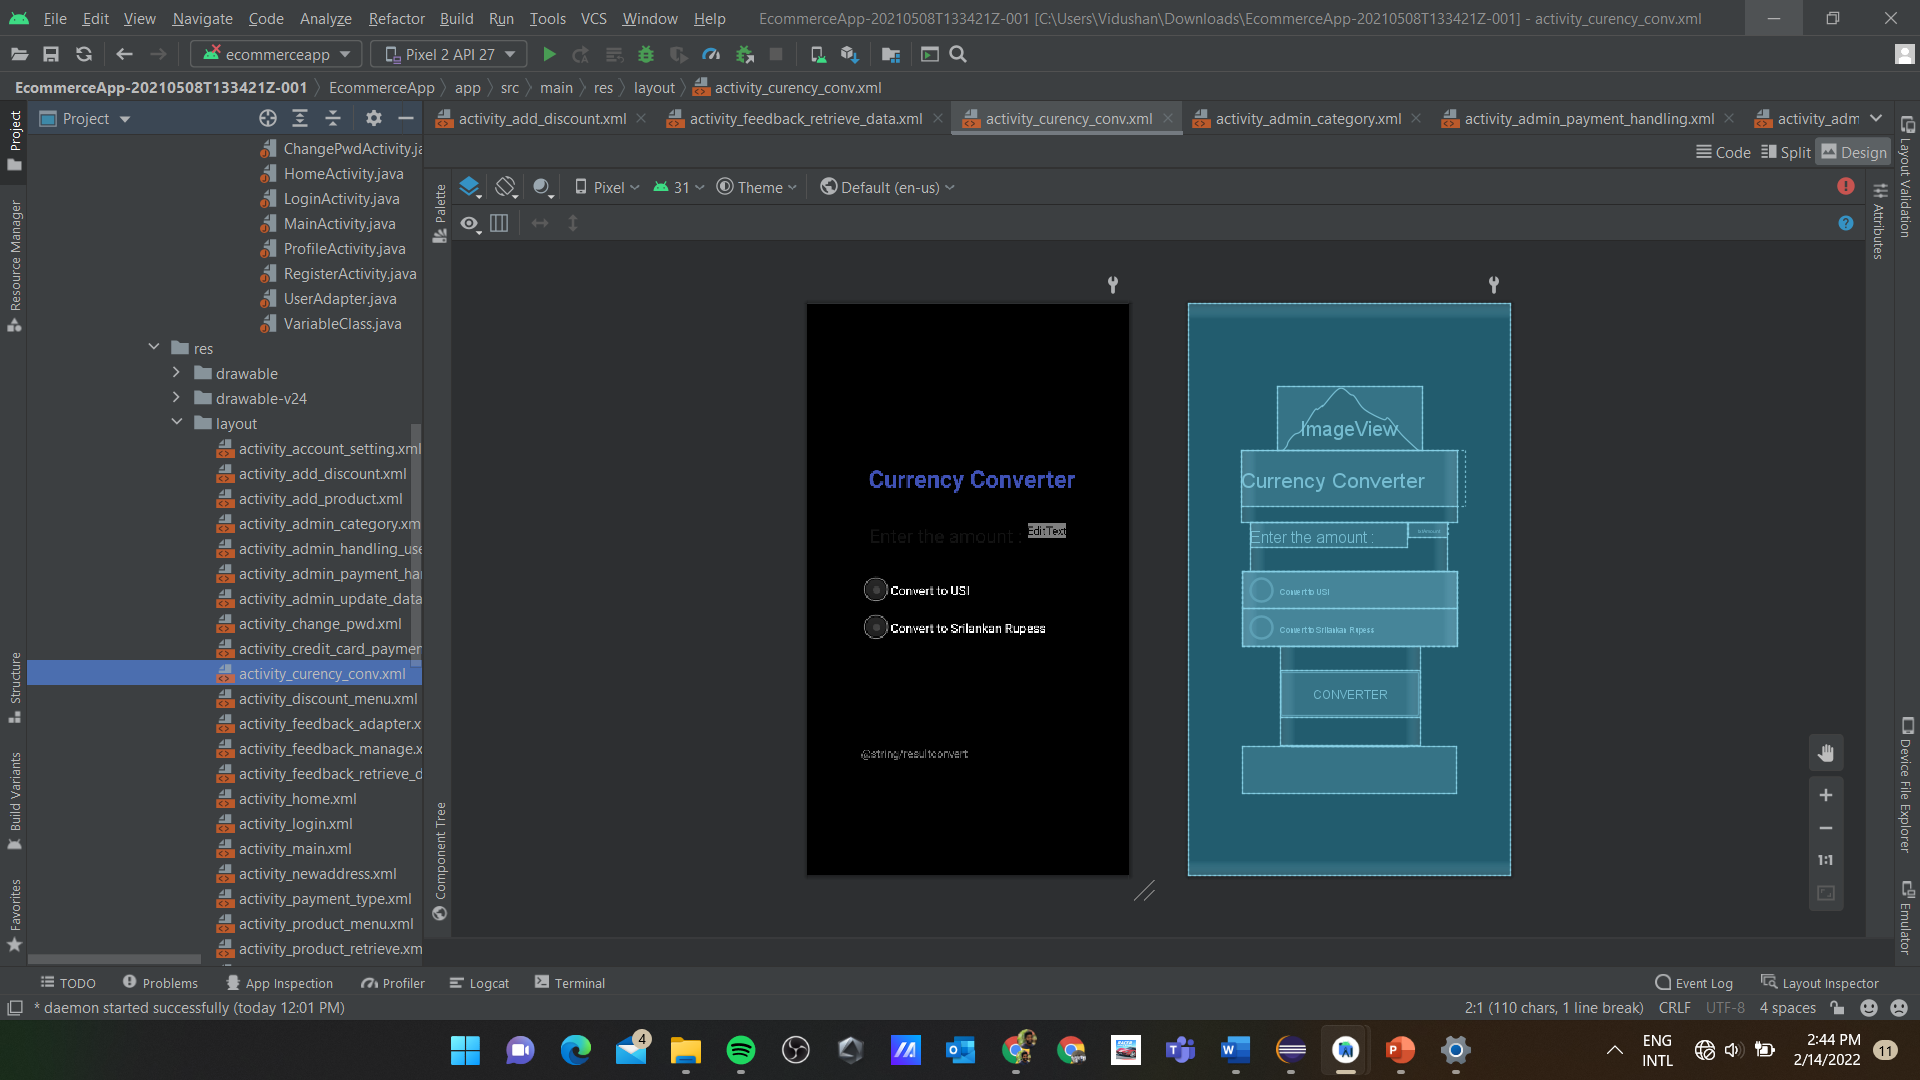 File Edit View Navigate Code Analyze Refactor Build Run Tools VCS Window Help EcommerceApp-20210508T133421Z-001 [C:\Users\Vidushan\Downloads\EcommerceApp-20210508T133421Z-001] - activity_curency_conv.xml
ecommerceapp Pixel 2 API 27
EcommerceApp-20210508T133421Z-001 EcommerceApp app src main res layout activity_curency_conv.xml
Project
Project
activity_add_discount.xml activity_feedback_retrieve_data.xml activity_curency_conv.xml activity_admin_category.xml activity_admin_payment_handling.xml activity_adm
Code Split Design
Pixel 31 Theme Default (en-us)
Resource Manager
Structure
Build Variants
Favorites
Palette
Component Tree
Layout Validation
Attributes
Device File Explorer
Emulator
ChangePwdActivity.ja
HomeActivity.java
LoginActivity.java
MainActivity.java
ProfileActivity.java
RegisterActivity.java
UserAdapter.java
VariableClass.java
res
drawable
drawable-v24
layout
activity_account_setting.xml
activity_add_discount.xml
activity_add_product.xml
activity_admin_category.xm
activity_admin_handling_use
activity_admin_payment_ha
activity_admin_update_data
activity_change_pwd.xml
activity_credit_card_paymen
activity_curency_conv.xml
activity_discount_menu.xml
activity_feedback_adapter.x
activity_feedback_manage.x
activity_feedback_retrieve_d
activity_home.xml
activity_login.xml
activity_main.xml
activity_newaddress.xml
activity_payment_type.xml
activity_product_menu.xml
activity_product_retrieve.xm
Currency Converter
Enter the amount : EditText
Convert to USI
Convert to Srilankan Rupess
@string/resultconvert
ImageView
Currency Converter
Enter the amount :
Convert to USI
Convert to Srilankan Rupess
CONVERTER
1:1
TODO Problems App Inspection Profiler Logcat Terminal Event Log Layout Inspector
* daemon started successfully (today 12:01 PM) 2:1 (110 chars, 1 line break) CRLF UTF-8 4 spaces
4
ENG
INTL
2:44 PM
2/14/2022
11